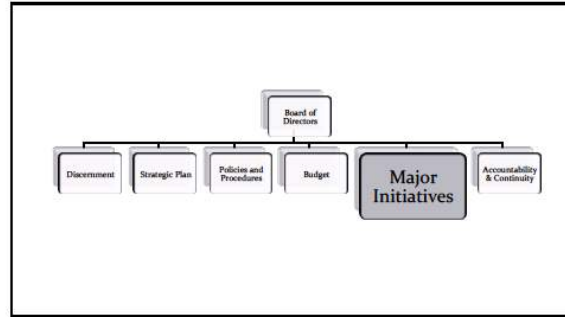 Board of
Directors
Discernment
Strategic Plan
Policies and
Procedures
Budget
Major
Initiatives
Accountability
& Continuity